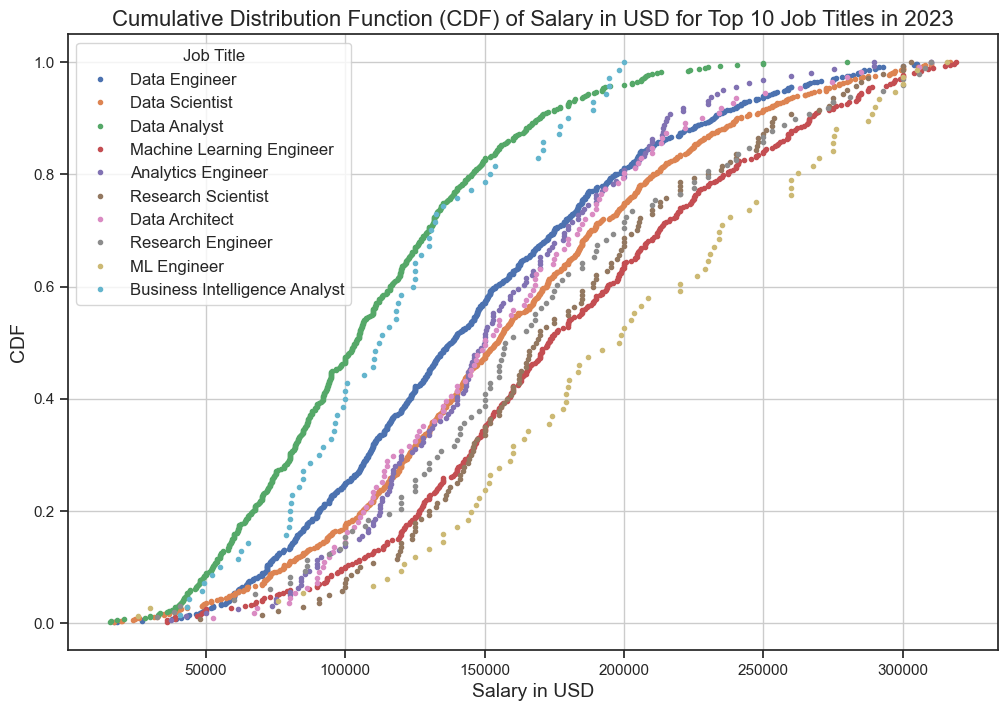 Cumulative Distribution Function (CDF) of Salary in USD for Top 10 Job Titles in 2023
Job Title
Data Engineer
Data Scientist
Data Analyst
Machine Learning Engineer
Analytics Engineer
Research Scientist
Data Architect
Research Engineer
ML Engineer
Business Intelligence Analyst
CDF
1.0
0.8
0.6
0.4
0.2
0.0
50000 100000 150000 200000 250000 300000
Salary in USD